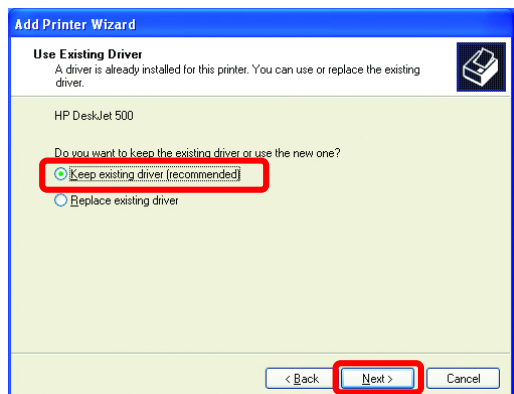 Add Printer Wizard
Use Existing Driver
A driver is already installed for this printer. You can use or replace the existing
driver.
HP DeskJet 500
Do you want to keep the existing driver or use the new one?
Keep existing driver (recommended)
Replace existing driver
< Back Next > Cancel